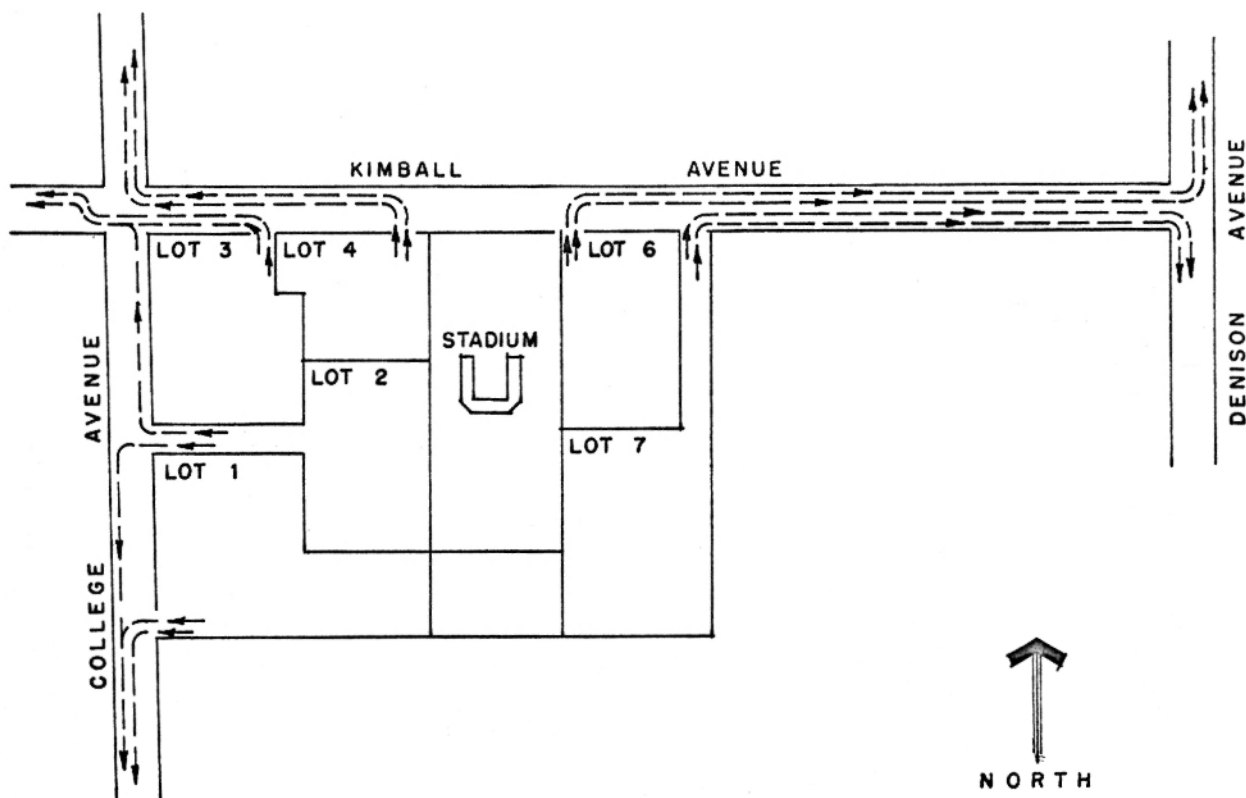 KIMBALL AVENUE
LOT 3
LOT 4
LOT 6
STADIUM
LOT 2
LOT 7
LOT 1
COLLEGE AVENUE
DENISON AVENUE
NORTH